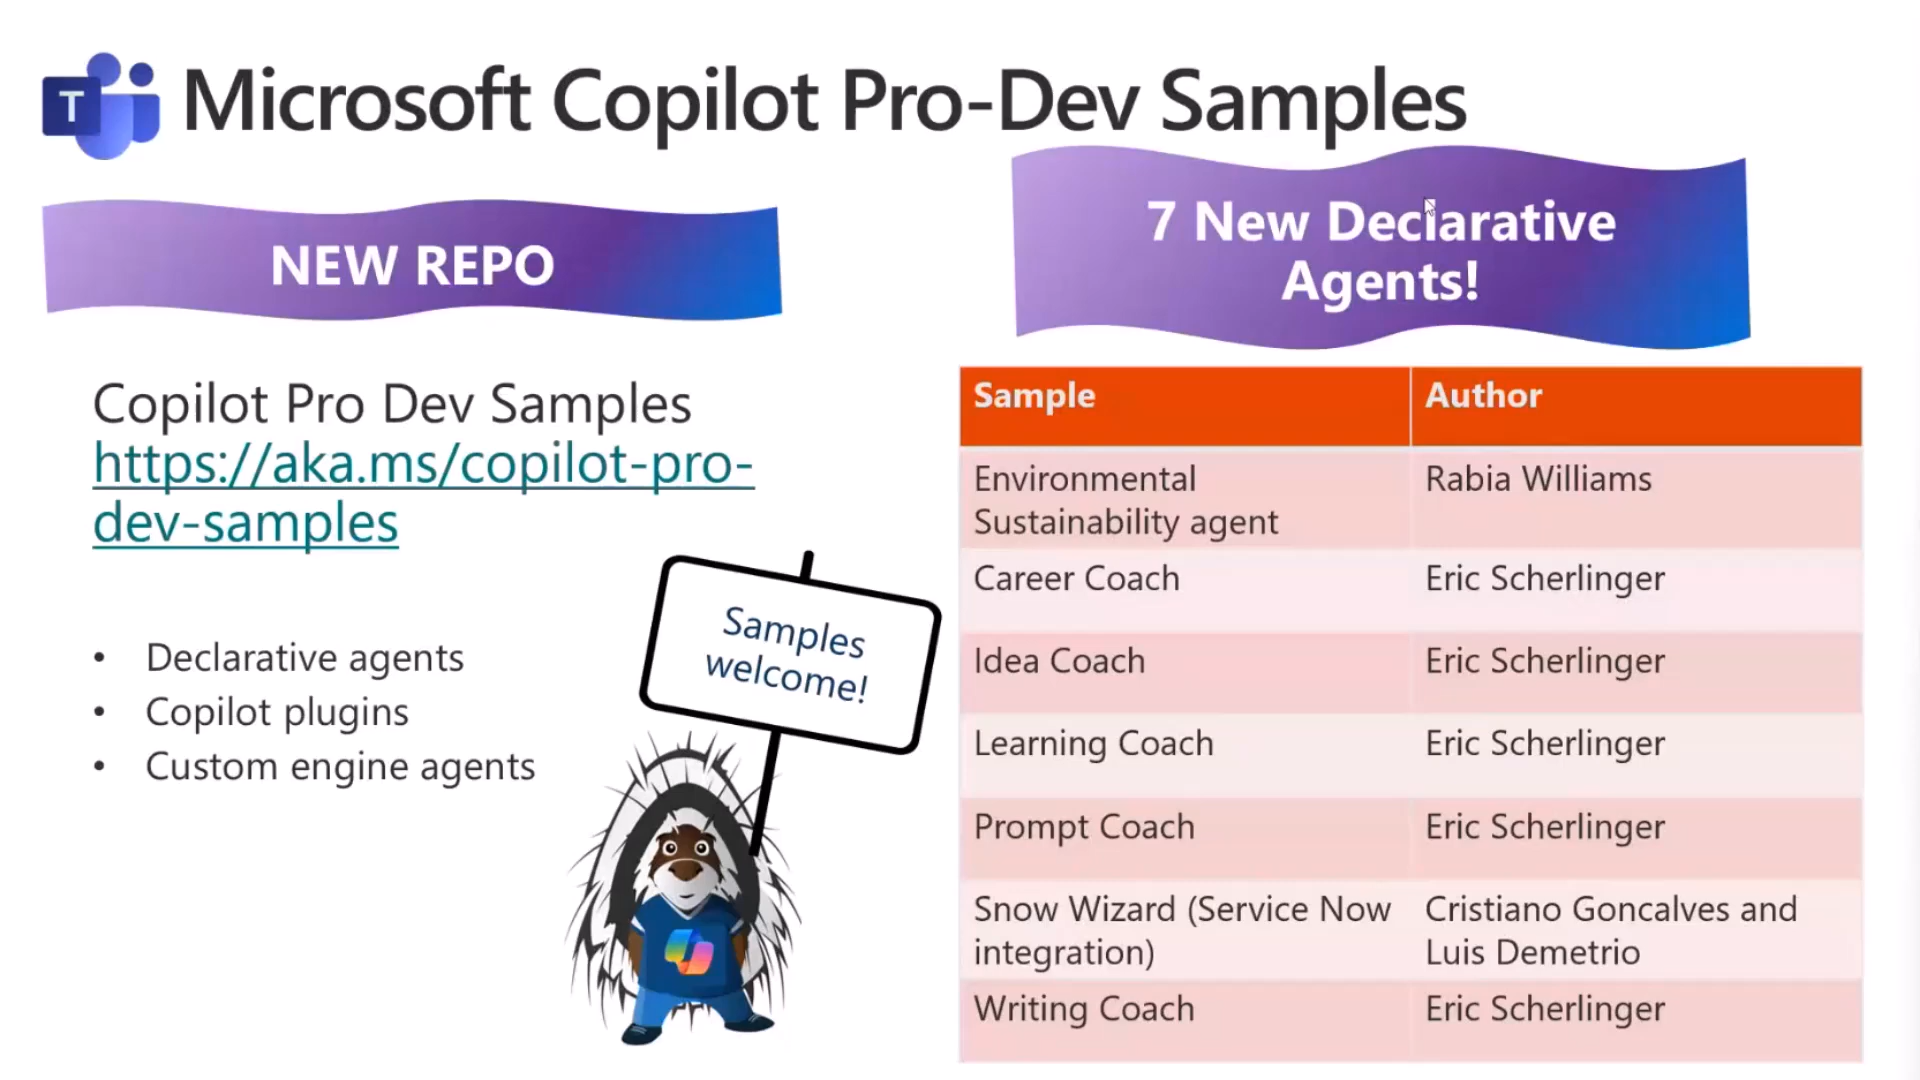 T
Microsoft Copilot Pro-Dev Samples
NEW REPO
Copilot Pro Dev Samples
https://aka.ms/copilot-pro-
dev-samples
• Declarative agents
• Copilot plugins
• Custom engine agents
Samples
welcome!
7 New Declarative
Agents!
Sample Author
Environmental Rabia Williams
Sustainability agent
Career Coach Eric Scherlinger
Idea Coach Eric Scherlinger
Learning Coach Eric Scherlinger
Prompt Coach Eric Scherlinger
Snow Wizard (Service Now Cristiano Goncalves and
integration) Luis Demetrio
Writing Coach Eric Scherlinger